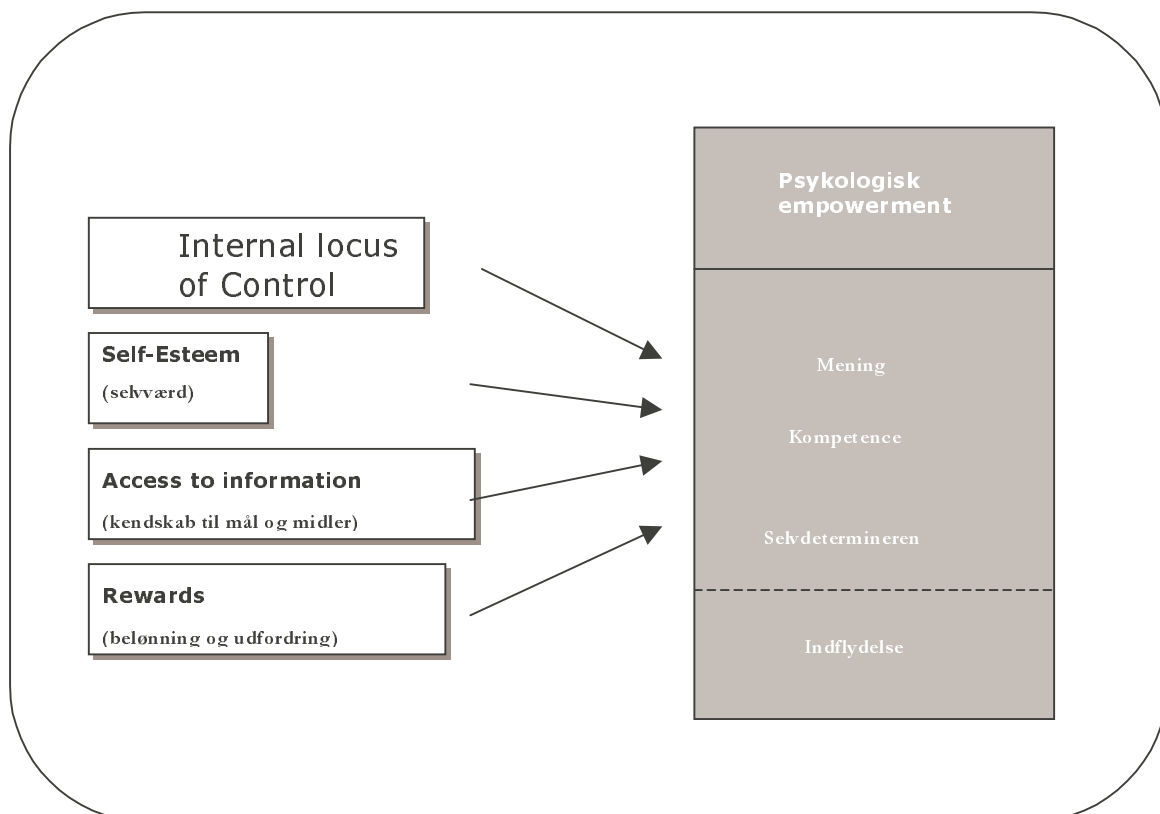 Internal locus
of Control
Self-Esteem
(selvværd)
Access to information
(kendskab til mål og midler)
Rewards
(belønning og udfordring)
Psykologisk
empowerment
Mening
Kompetence
Selvdetermineren
Indflydelse